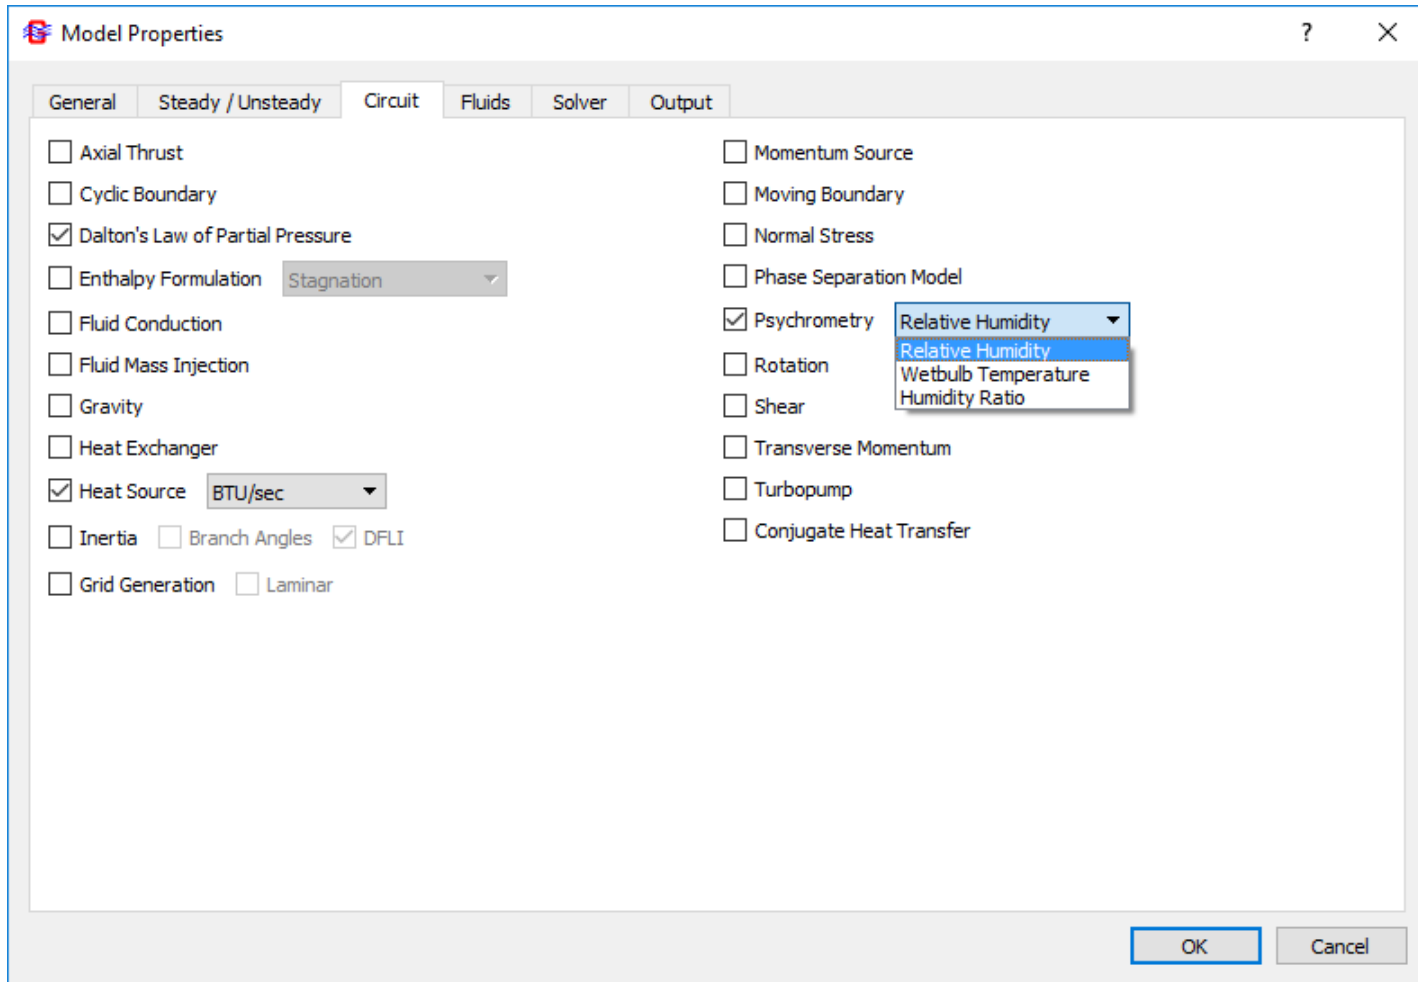 Model Properties
?
General
Steady / Unsteady
Circuit
Fluids
Solver
Output
Axial Thrust
Cyclic Boundary
Dalton's Law of Partial Pressure
Enthalpy Formulation Stagnation
Fluid Conduction
Fluid Mass Injection
Gravity
Heat Exchanger
Heat Source BTU/sec
Inertia Branch Angles DFLI
Grid Generation Laminar
Momentum Source
Moving Boundary
Normal Stress
Phase Separation Model
Psychrometry Relative Humidity
Relative Humidity
Wetbulb Temperature
Humidity Ratio
Rotation
Shear
Transverse Momentum
Turbopump
Conjugate Heat Transfer
OK
Cancel